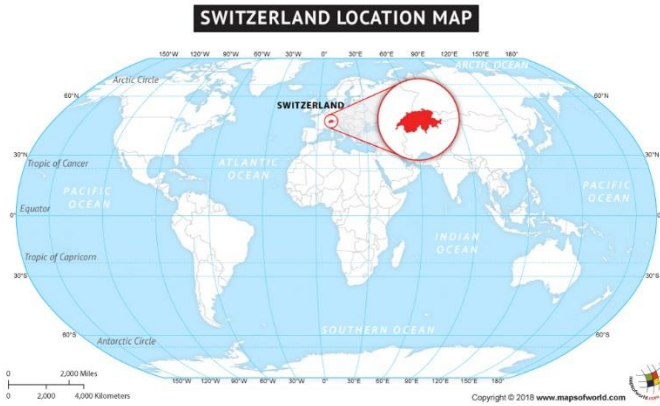 SWITZERLAND LOCATION MAP
150°W 120°W 90°W 60°W 30°W 0° 30°E 60°E 90°E 120°E 150°E 180°
ARCTIC OCEAN
Arctic Circle
60°N
60°N
SWITZERLAND
30°N
30°N
Tropic of Cancer
ATLANTIC
OCEAN
PACIFIC
OCEAN
PACIFIC
OCEAN
Equator
0°
0°
INDIAN
OCEAN
Tropic of Capricorn
30°S
30°S
SOUTHERN OCEAN
60°S
60°S
Antarctic Circle
150°W 120°W 90°W 60°W 30°W 0° 30°E 60°E 90°E 120°E 150°E 180°
0 2,000 Miles
0 2,000 4,000 Kilometers
Copyright © 2018 www.mapsofworld.com